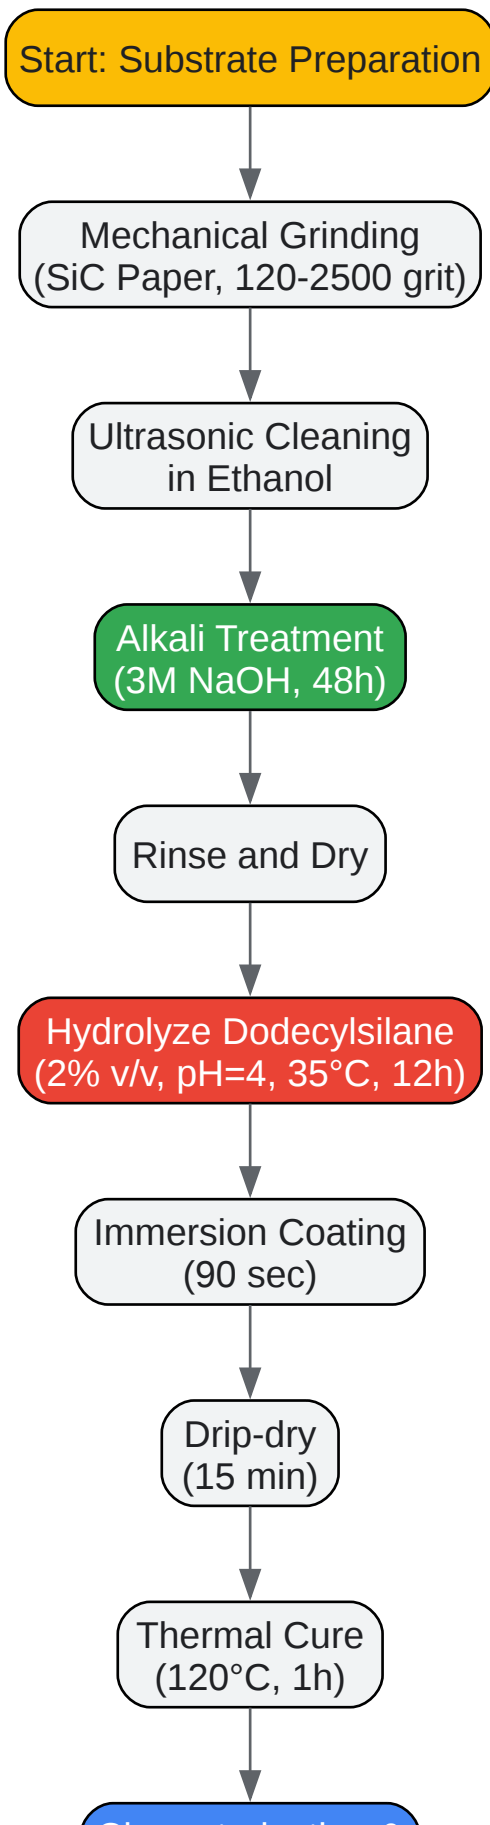 Start: Substrate Preparation
Mechanical Grinding
(SiC Paper, 120-2500 grit)
Ultrasonic Cleaning
in Ethanol
Alkali Treatment
(3M NaOH, 48h)
Rinse and Dry
Hydrolyze Dodecylsilane
(2% v/v, pH=4, 35°C, 12h)
Immersion Coating
(90 sec)
Drip-dry
(15 min)
Thermal Cure
(120°C, 1h)